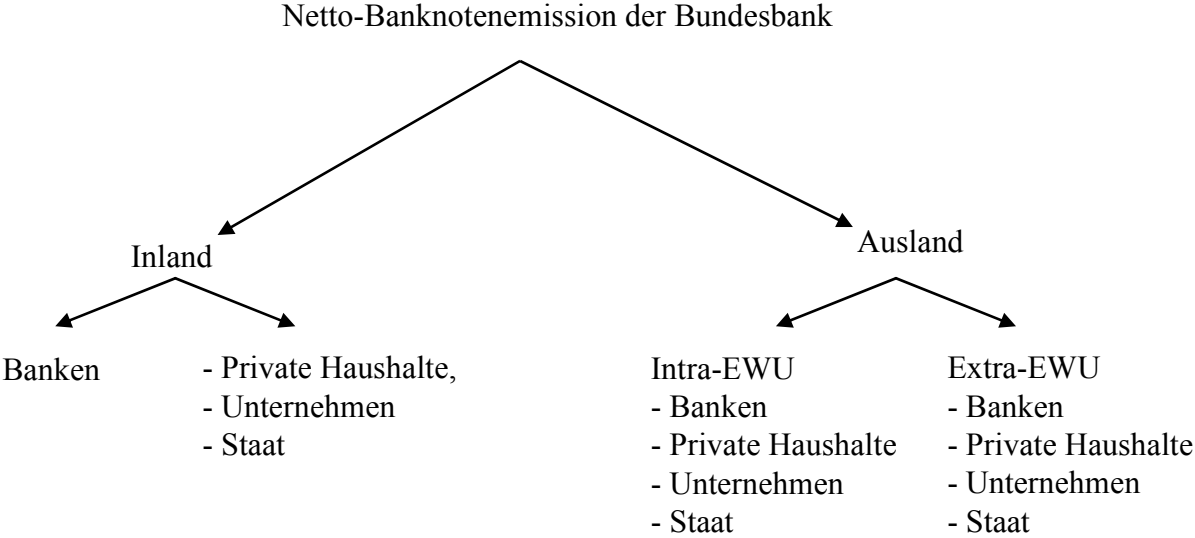 Netto-Banknotenemission der Bundesbank
Inland
Ausland
Banken
- Private Haushalte,
- Unternehmen
- Staat
Intra-EWU
- Banken
- Private Haushalte
- Unternehmen
- Staat
Extra-EWU
- Banken
- Private Haushalte
- Unternehmen
- Staat